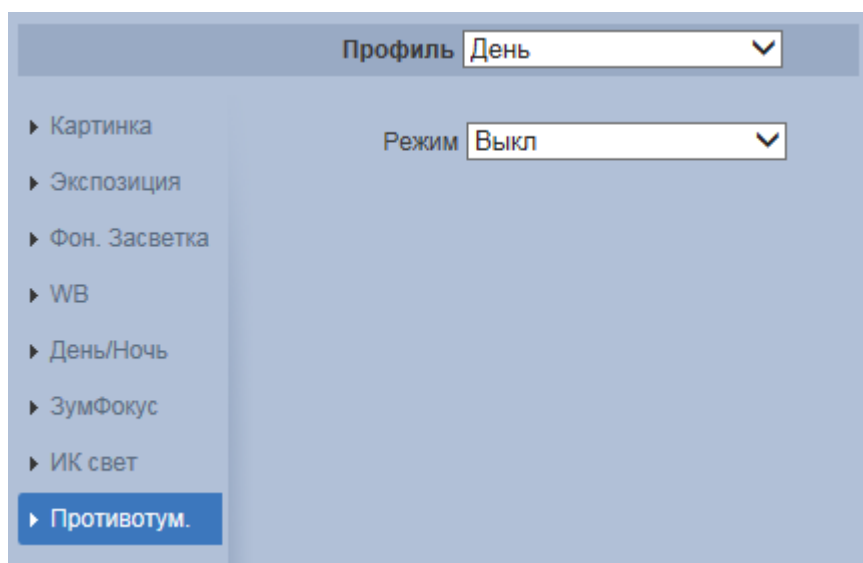 Профиль День
Картинка
Режим Выкл
Экспозиция
Фон. Засветка
WB
День/Ночь
ЗумФокус
ИК свет
Противотум.